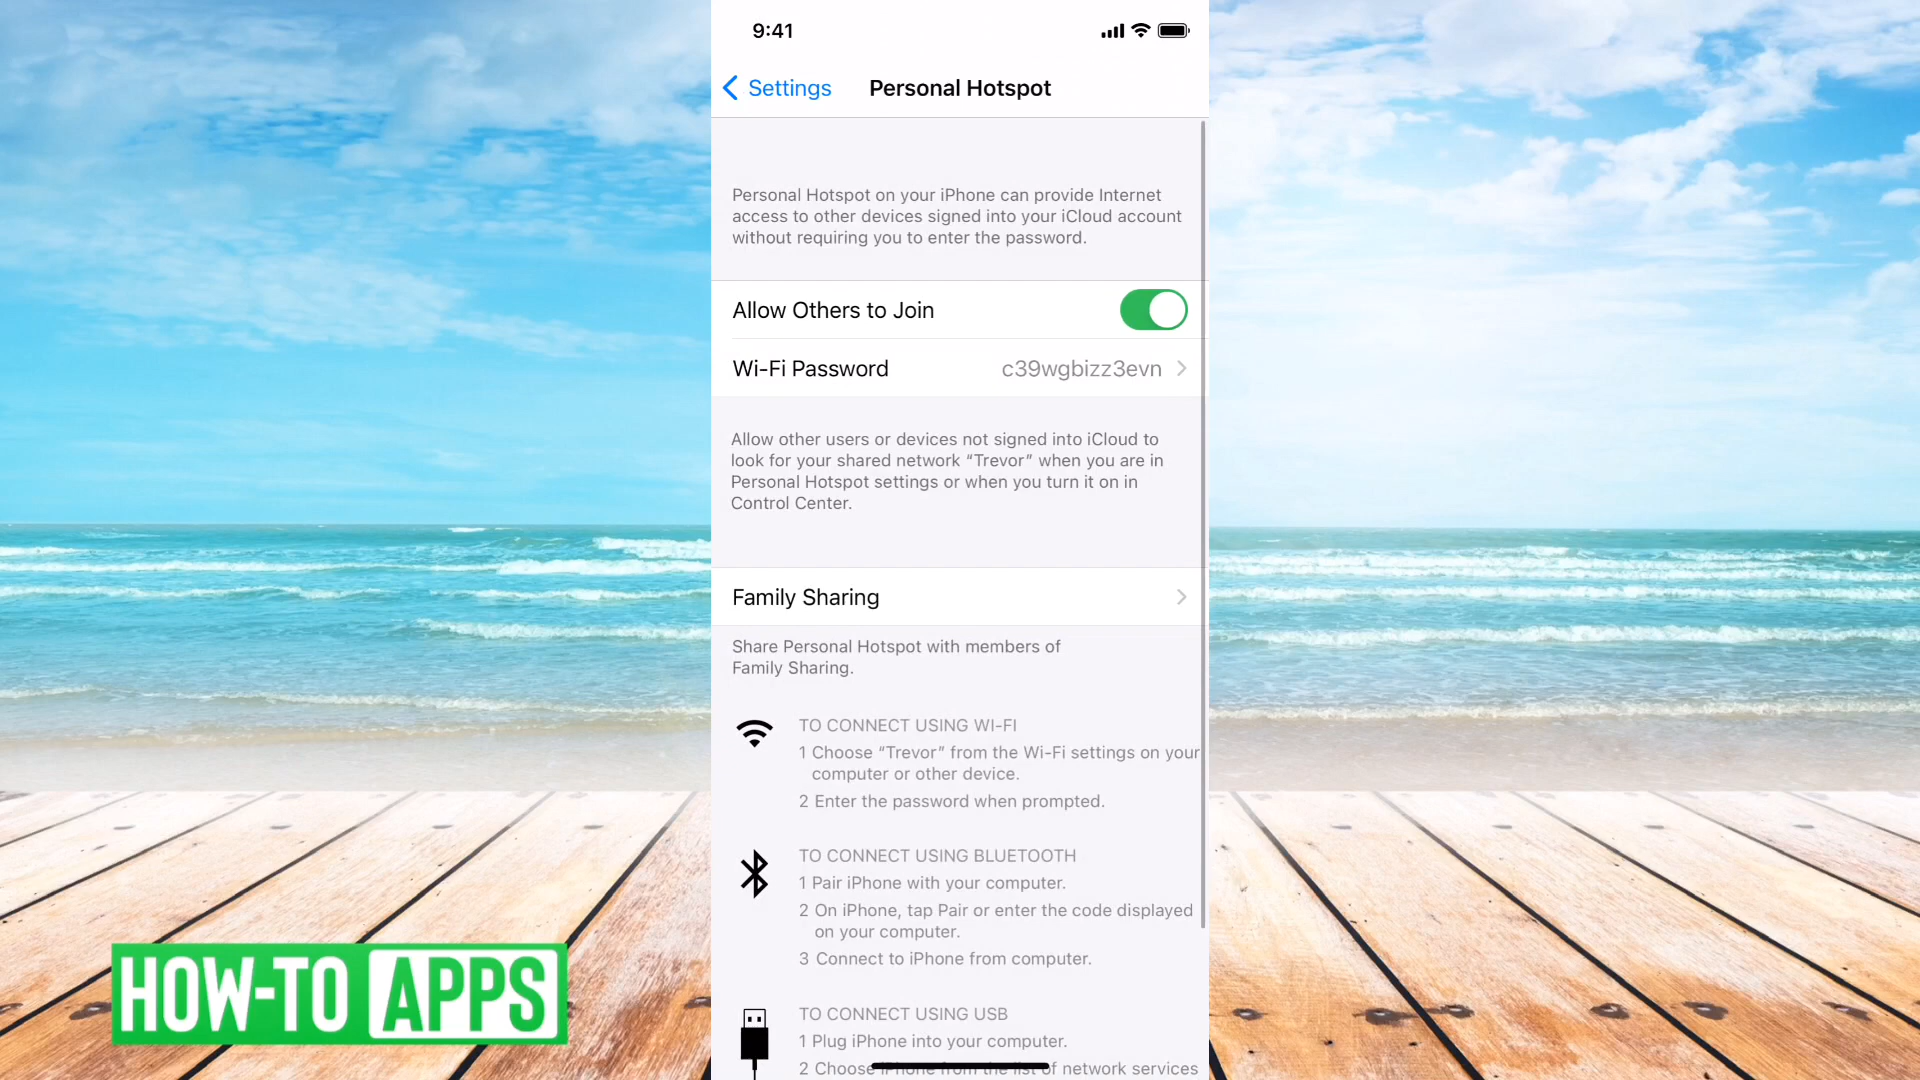 9:41
Settings
Personal Hotspot
Personal Hotspot on your iPhone can provide Internet
access to other devices signed into your iCloud account
without requiring you to enter the password.
Allow Others to Join
Wi-Fi Password c39wgbizz3evn
Allow other users or devices not signed into iCloud to
look for your shared network “Trevor” when you are in
Personal Hotspot settings or when you turn it on in
Control Center.
Family Sharing
Share Personal Hotspot with members of
Family Sharing.
TO CONNECT USING WI-FI
1 Choose “Trevor” from the Wi-Fi settings on your
computer or other device.
2 Enter the password when prompted.
TO CONNECT USING BLUETOOTH
1 Pair iPhone with your computer.
2 On iPhone, tap Pair or enter the code displayed
on your computer.
3 Connect to iPhone from computer.
TO CONNECT USING USB
1 Plug iPhone into your computer.
2 Choose iPhone from the list of network services
HOW-TO APPS